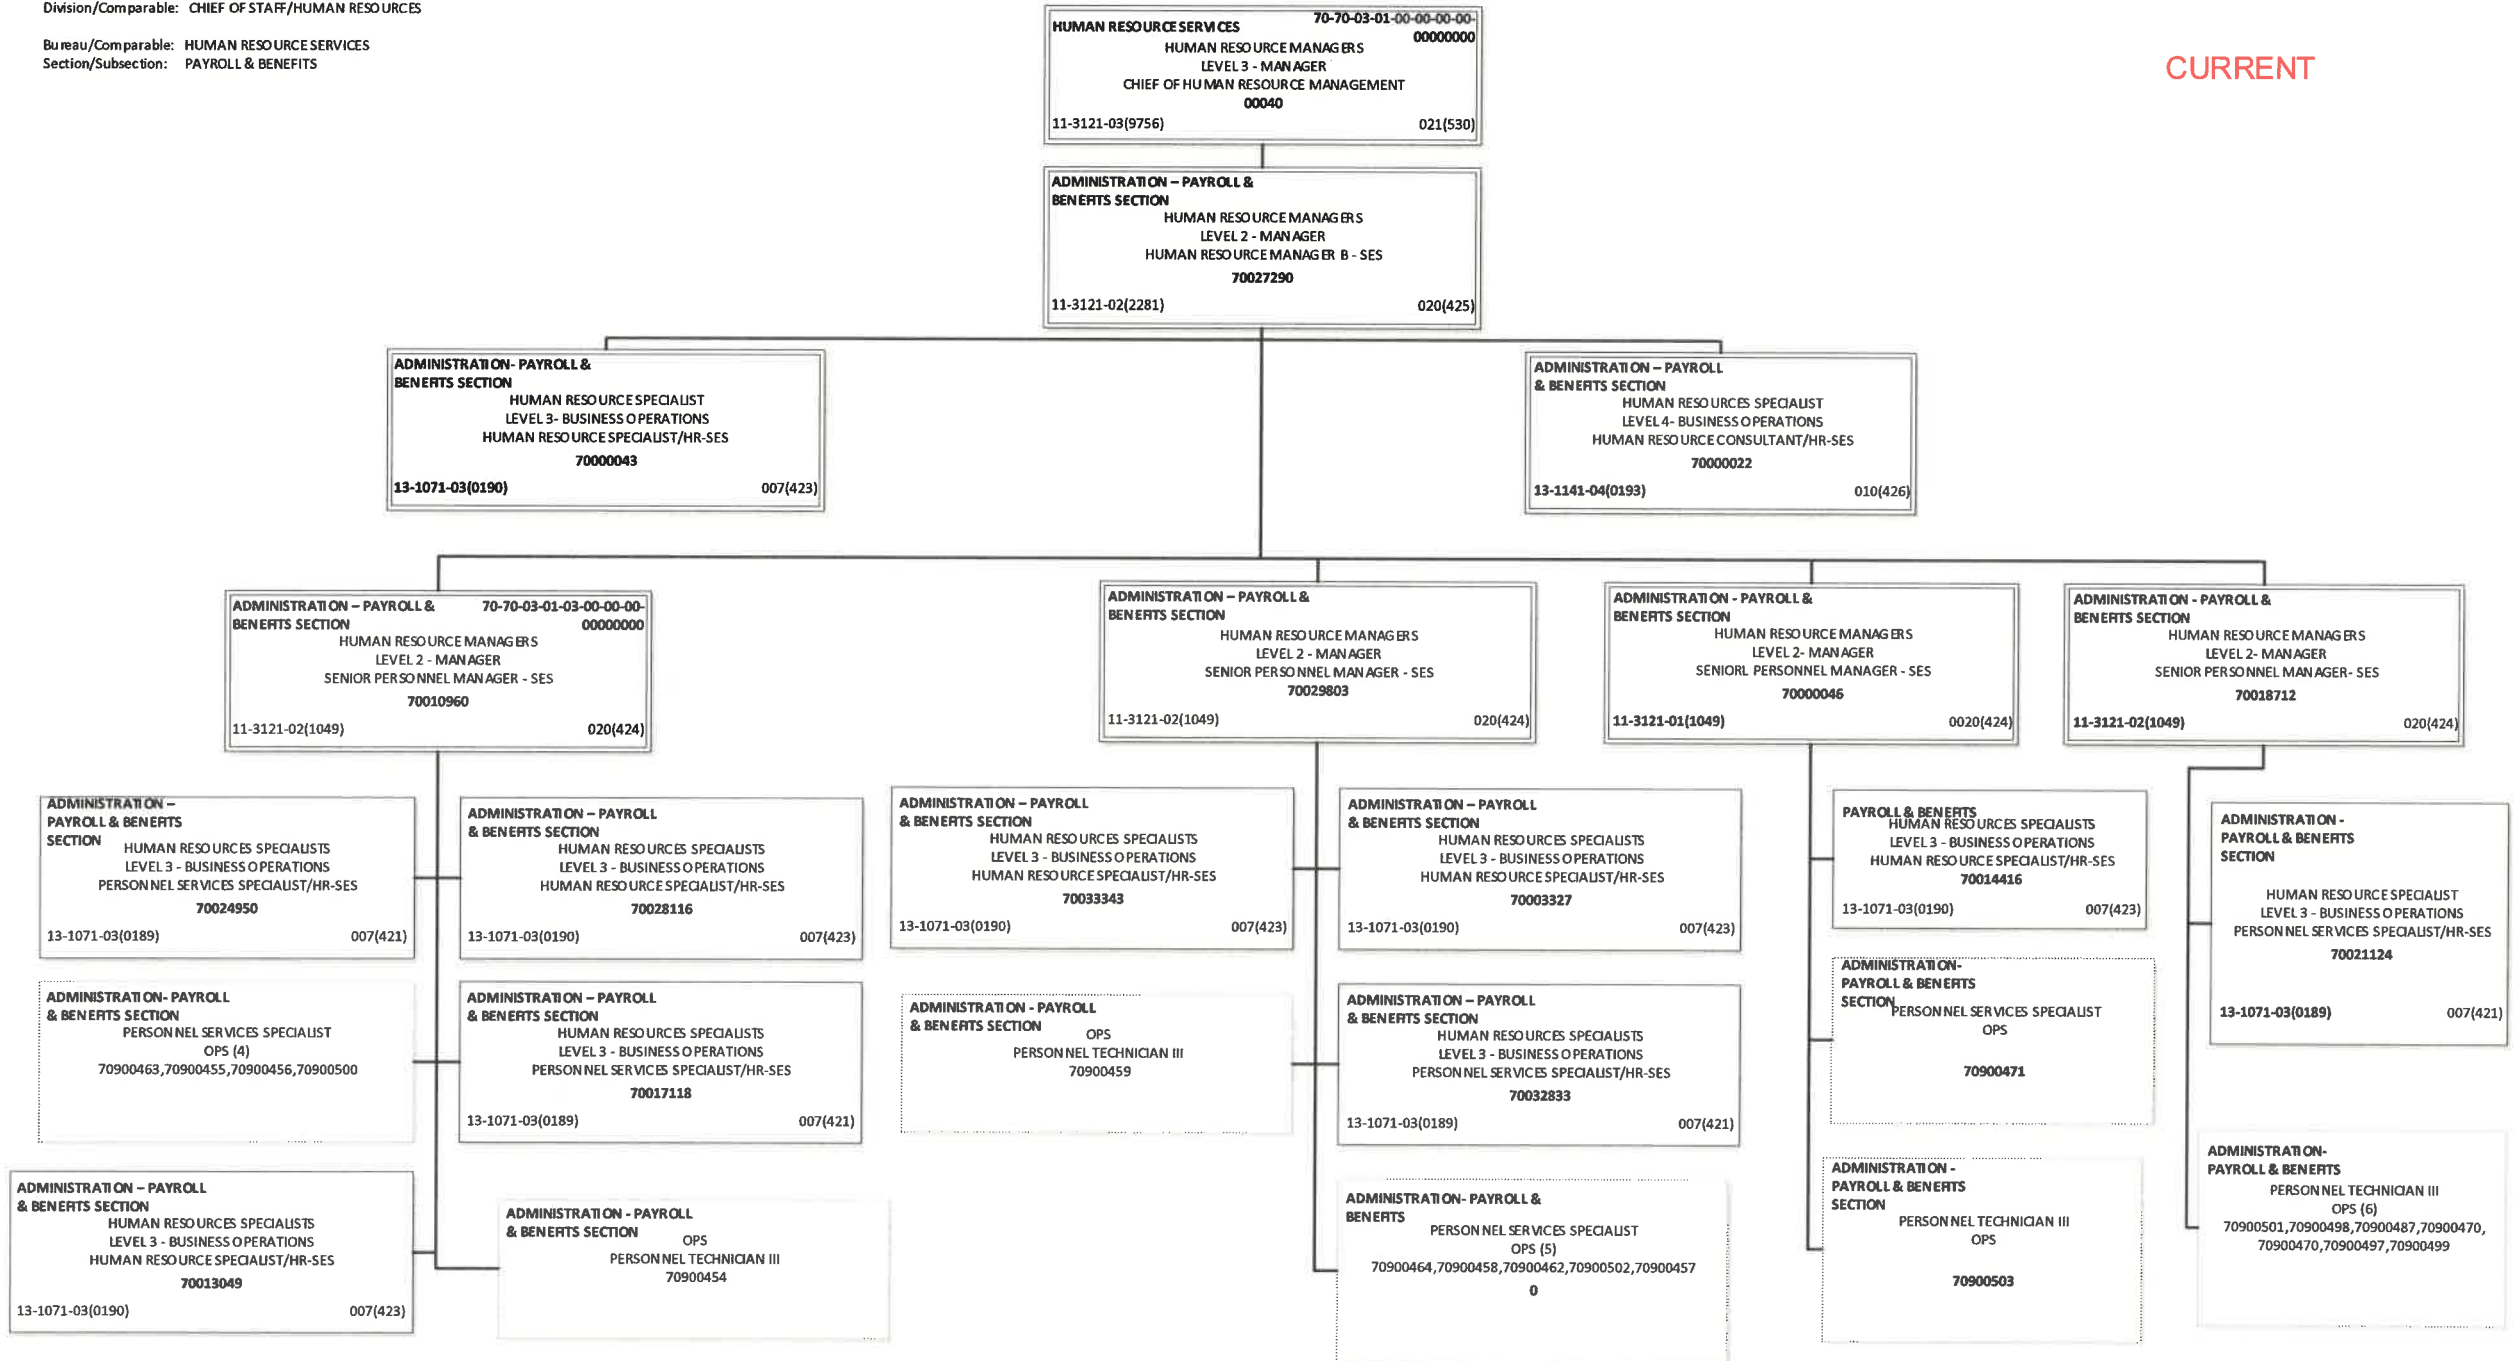 Division/Comparable: CHIEF OF STAFF/HUMAN RESOURCES
Bureau/Comparable: HUMAN RESOURCE SERVICES
Section/Subsection: PAYROLL & BENEFITS
CURRENT
HUMAN RESOURCE SERVICES 70-70-03-01-00-00-00-00-
00000000
HUMAN RESOURCE MANAGERS
LEVEL 3 - MANAGER
CHIEF OF HUMAN RESOURCE MANAGEMENT
00040
11-3121-03(9756) 021(530)
ADMINISTRATION – PAYROLL &
BENEFITS SECTION
HUMAN RESOURCE MANAGERS
LEVEL 2 - MANAGER
HUMAN RESOURCE MANAGER B - SES
70027290
11-3121-02(2281) 020(425)
ADMINISTRATION- PAYROLL &
BENEFITS SECTION
HUMAN RESOURCE SPECIALIST
LEVEL 3- BUSINESS OPERATIONS
HUMAN RESOURCE SPECIALIST/HR-SES
70000043
13-1071-03(0190) 007(423)
ADMINISTRATION – PAYROLL
& BENEFITS SECTION
HUMAN RESOURCES SPECIALIST
LEVEL 4- BUSINESS OPERATIONS
HUMAN RESOURCE CONSULTANT/HR-SES
70000022
13-1141-04(0193) 010(426)
ADMINISTRATION – PAYROLL & 70-70-03-01-03-00-00-00-
BENEFITS SECTION 00000000
HUMAN RESOURCE MANAGERS
LEVEL 2 - MANAGER
SENIOR PERSONNEL MANAGER - SES
70010960
11-3121-02(1049) 020(424)
ADMINISTRATION – PAYROLL &
BENEFITS SECTION
HUMAN RESOURCE MANAGERS
LEVEL 2 - MANAGER
SENIOR PERSONNEL MANAGER - SES
70029803
11-3121-02(1049) 020(424)
ADMINISTRATION - PAYROLL &
BENEFITS SECTION
HUMAN RESOURCE MANAGERS
LEVEL 2- MANAGER
SENIORL PERSONNEL MANAGER - SES
70000046
11-3121-01(1049) 0020(424)
ADMINISTRATION - PAYROLL &
BENEFITS SECTION
HUMAN RESOURCE MANAGERS
LEVEL 2- MANAGER
SENIOR PERSONNEL MANAGER- SES
70018712
11-3121-02(1049) 020(424)
ADMINISTRATION –
PAYROLL & BENEFITS
SECTION
HUMAN RESOURCES SPECIALISTS
LEVEL 3 - BUSINESS OPERATIONS
PERSONNEL SERVICES SPECIALIST/HR-SES
70024950
13-1071-03(0189) 007(421)
ADMINISTRATION – PAYROLL
& BENEFITS SECTION
HUMAN RESOURCES SPECIALISTS
LEVEL 3 - BUSINESS OPERATIONS
HUMAN RESOURCE SPECIALIST/HR-SES
70028116
13-1071-03(0190) 007(423)
ADMINISTRATION – PAYROLL
& BENEFITS SECTION
HUMAN RESOURCES SPECIALISTS
LEVEL 3 - BUSINESS OPERATIONS
HUMAN RESOURCE SPECIALIST/HR-SES
70033343
13-1071-03(0190) 007(423)
ADMINISTRATION – PAYROLL
& BENEFITS SECTION
HUMAN RESOURCES SPECIALISTS
LEVEL 3 - BUSINESS OPERATIONS
HUMAN RESOURCE SPECIALIST/HR-SES
70003327
13-1071-03(0190) 007(423)
PAYROLL & BENEFITS
HUMAN RESOURCES SPECIALISTS
LEVEL 3 - BUSINESS OPERATIONS
HUMAN RESOURCE SPECIALIST/HR-SES
70014416
13-1071-03(0190) 007(423)
ADMINISTRATION -
PAYROLL & BENEFITS
SECTION
HUMAN RESOURCE SPECIALIST
LEVEL 3 - BUSINESS OPERATIONS
PERSONNEL SERVICES SPECIALIST/HR-SES
70021124
13-1071-03(0189) 007(421)
ADMINISTRATION- PAYROLL
& BENEFITS SECTION
PERSONNEL SERVICES SPECIALIST
OPS (4)
70900463,70900455,70900456,70900500
ADMINISTRATION – PAYROLL
& BENEFITS SECTION
HUMAN RESOURCES SPECIALISTS
LEVEL 3 - BUSINESS OPERATIONS
PERSONNEL SERVICES SPECIALIST/HR-SES
70017118
13-1071-03(0189) 007(421)
ADMINISTRATION - PAYROLL
& BENEFITS SECTION
OPS
PERSONNEL TECHNICIAN III
70900459
ADMINISTRATION – PAYROLL
& BENEFITS SECTION
HUMAN RESOURCES SPECIALISTS
LEVEL 3 - BUSINESS OPERATIONS
PERSONNEL SERVICES SPECIALIST/HR-SES
70032833
13-1071-03(0189) 007(421)
ADMINISTRATION-
PAYROLL & BENEFITS
SECTION
PERSONNEL SERVICES SPECIALIST
OPS
70900471
ADMINISTRATION – PAYROLL
& BENEFITS SECTION
HUMAN RESOURCES SPECIALISTS
LEVEL 3 - BUSINESS OPERATIONS
HUMAN RESOURCE SPECIALIST/HR-SES
70013049
13-1071-03(0190) 007(423)
ADMINISTRATION - PAYROLL
& BENEFITS SECTION
OPS
PERSONNEL TECHNICIAN III
70900454
ADMINISTRATION- PAYROLL &
BENEFITS
PERSONNEL SERVICES SPECIALIST
OPS (5)
70900464,70900458,70900462,70900502,70900457
0
ADMINISTRATION -
PAYROLL & BENEFITS
SECTION
PERSONNEL TECHNICIAN III
OPS
70900503
ADMINISTRATION-
PAYROLL & BENEFITS
PERSONNEL TECHNICIAN III
OPS (6)
70900501,70900498,70900487,70900470,
70900470,70900497,70900499